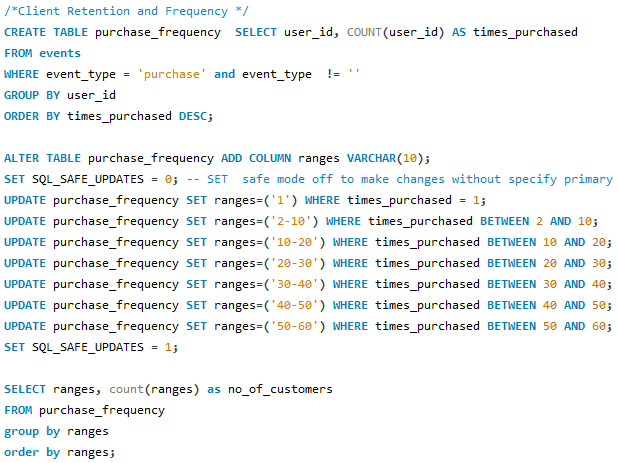 /*Client Retention and Frequency */
CREATE TABLE purchase_frequency  SELECT user_id, COUNT(user_id) AS times_purchased
FROM events
WHERE event_type = 'purchase' and event_type  != ''
GROUP BY user_id
ORDER BY times_purchased DESC;
ALTER TABLE purchase_frequency ADD COLUMN ranges VARCHAR(10);
SET SQL_SAFE_UPDATES = 0; -- SET  safe mode off to make changes without specify primary
UPDATE purchase_frequency SET ranges=('1') WHERE times_purchased = 1;
UPDATE purchase_frequency SET ranges=('2-10') WHERE times_purchased BETWEEN 2 AND 10;
UPDATE purchase_frequency SET ranges=('10-20') WHERE times_purchased BETWEEN 10 AND 20;
UPDATE purchase_frequency SET ranges=('20-30') WHERE times_purchased BETWEEN 20 AND 30;
UPDATE purchase_frequency SET ranges=('30-40') WHERE times_purchased BETWEEN 30 AND 40;
UPDATE purchase_frequency SET ranges=('40-50') WHERE times_purchased BETWEEN 40 AND 50;
UPDATE purchase_frequency SET ranges=('50-60') WHERE times_purchased BETWEEN 50 AND 60;
SET SQL_SAFE_UPDATES = 1;
SELECT ranges, count(ranges) as no_of_customers
FROM purchase_frequency
group by ranges
order by ranges;